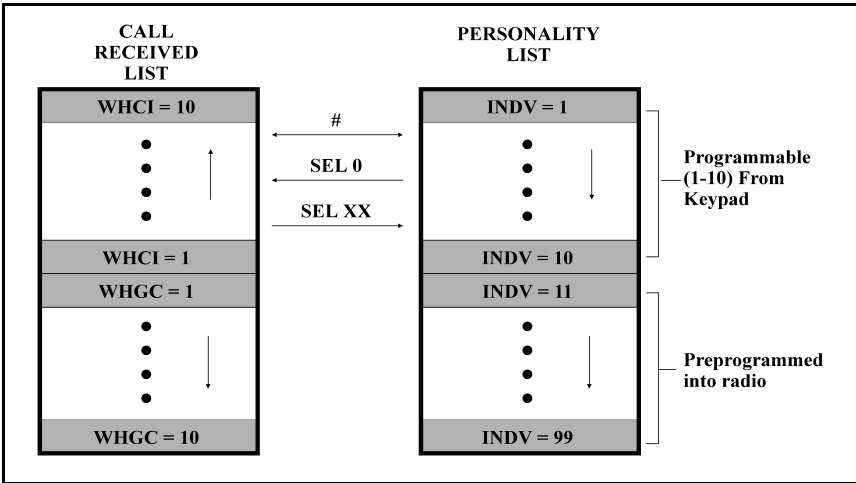 CALL
RECEIVED
LIST
WHCI = 10
WHCI = 1
WHGC = 1
WHGC = 10
#
SEL 0
SEL XX
PERSONALITY
LIST
INDV = 1
INDV = 10
INDV = 11
INDV = 99
Programmable
(1-10) From
Keypad
Preprogrammed
into radio